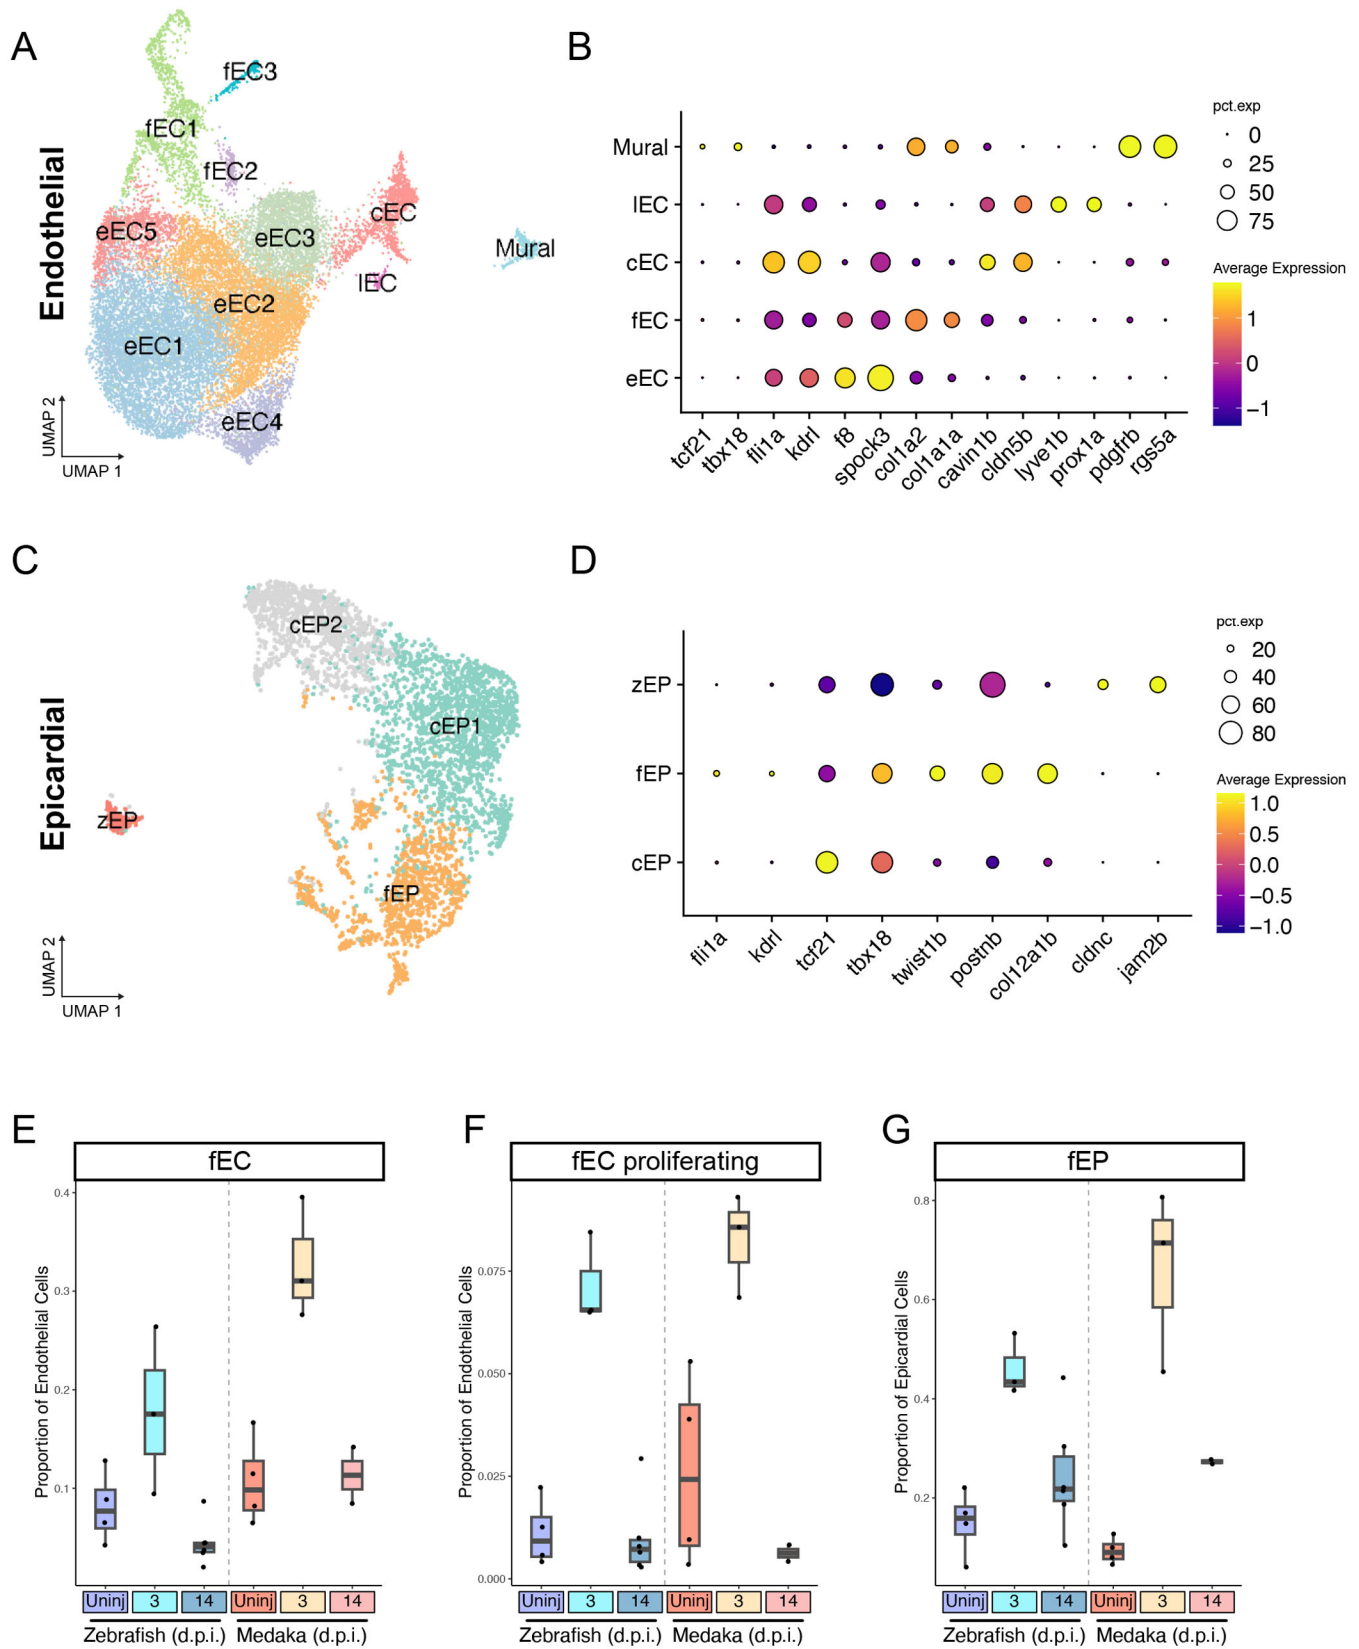 A
Endothelial
fEC3
fEC1
fEC2
cEC
eEC5
eEC3
Mural
lEC
eEC2
eEC1
eEC4
UMAP 2
UMAP 1
B
Mural
lEC
cEC
fEC
eEC
tcf21
tbx18
fli1a
kdrl
f8
spock3
col1a2
col1a1a
cavin1b
cldn5b
lyve1b
prox1a
pdgfrb
rgs5a
pct.exp
0
25
50
75
Average Expression
1
0
−1
C
Epicardial
cEP2
cEP1
zEP
fEP
UMAP 2
UMAP 1
D
zEP
fEP
cEP
fli1a
kdrl
tcf21
tbx18
twist1b
postnb
col12a1b
cldnc
jam2b
pct.exp
20
40
60
80
Average Expression
1.0
0.5
0.0
−0.5
−1.0
E
fEC
Proportion of Endothelial Cells
0.4
0.3
0.2
0.1
Uninj 3 14 Uninj 3 14
Zebrafish (d.p.i.) Medaka (d.p.i.)
F
fEC proliferating
Proportion of Endothelial Cells
0.075
0.050
0.025
0.000
Uninj 3 14 Uninj 3 14
Zebrafish (d.p.i.) Medaka (d.p.i.)
G
fEP
Proportion of Epicardial Cells
0.8
0.6
0.4
0.2
Uninj 3 14 Uninj 3 14
Zebrafish (d.p.i.) Medaka (d.p.i.)